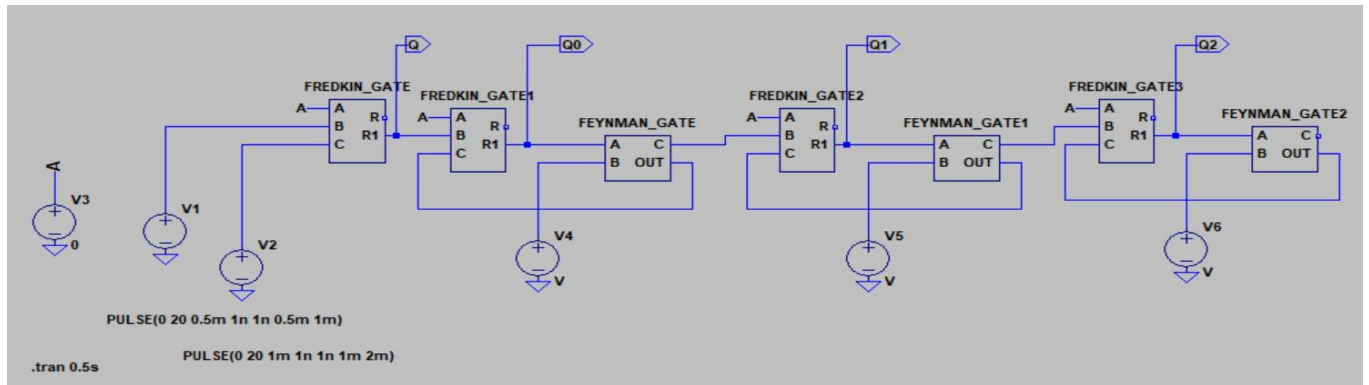 Q
Q0
Q1
Q2
FREDKIN_GATE
A
A
B
C
R
R1
FREDKIN_GATE1
A
A
B
C
R
R1
FEYNMAN_GATE
A
B
C
OUT
FREDKIN_GATE2
A
A
B
C
R
R1
FEYNMAN_GATE1
A
B
C
OUT
FREDKIN_GATE3
A
A
B
C
R
R1
FEYNMAN_GATE2
A
B
C
OUT
A
V3
0
V1
V2
V4
V
V5
V
V6
V
PULSE(0 20 0.5m 1n 1n 0.5m 1m)
PULSE(0 20 1m 1n 1n 1m 2m)
.tran 0.5s